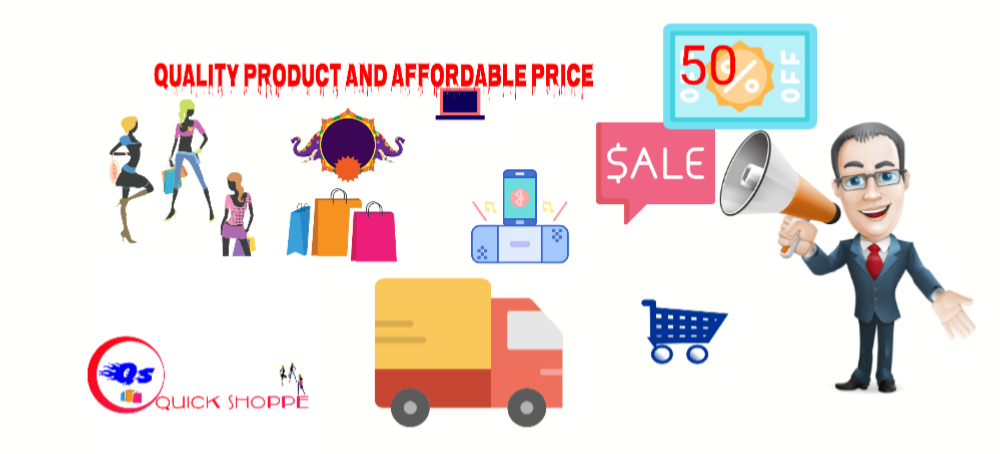 QUALITY PRODUCT AND AFFORDABLE PRICE
50
%
OFF
$ALE
Qs
QUICK SHOPPE